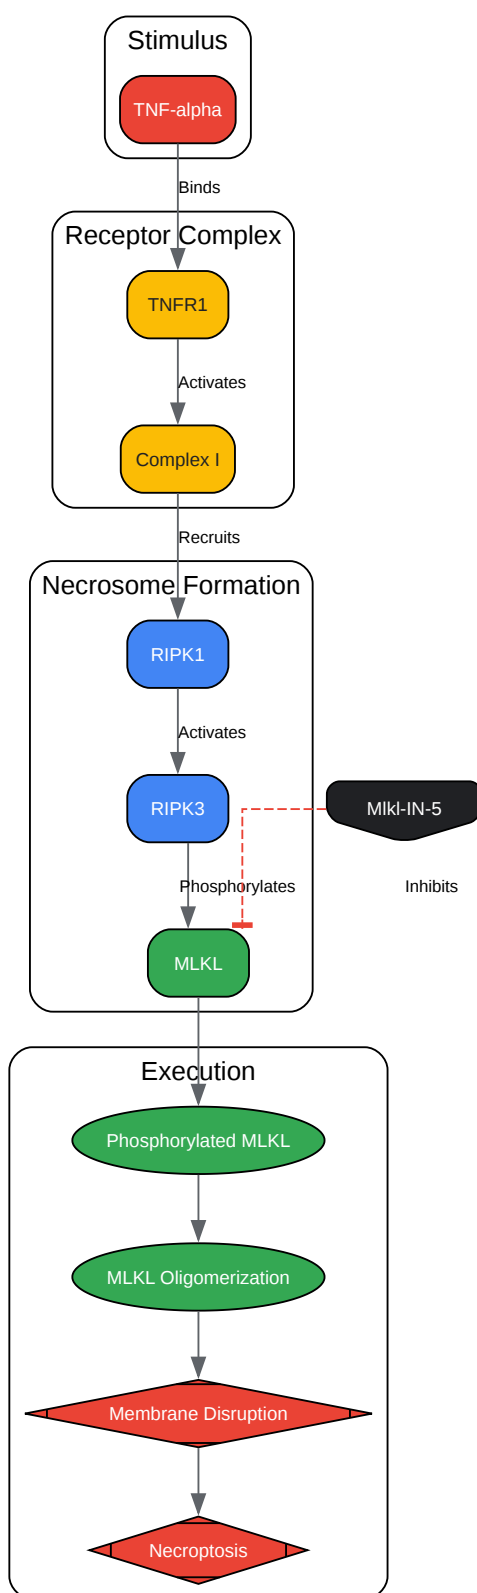 Stimulus
TNF-alpha
Binds
Receptor Complex
TNFR1
Activates
Complex I
Recruits
Necrosome Formation
RIPK1
Activates
RIPK3
Mlkl-IN-5
Phosphorylates
Inhibits
MLKL
Execution
Phosphorylated MLKL
MLKL Oligomerization
Membrane Disruption
Necroptosis